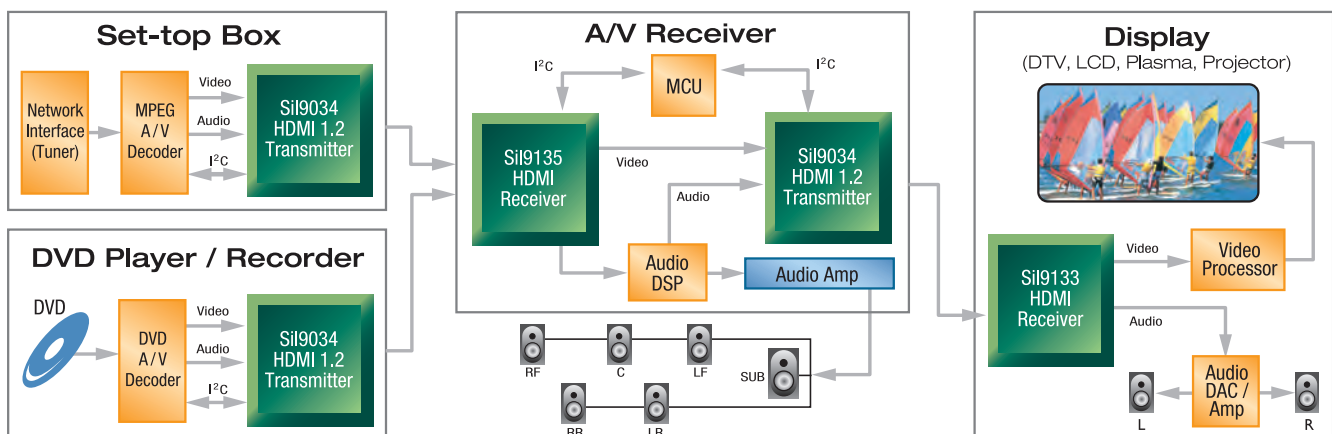 Set-top Box
Network
Interface
(Tuner)
MPEG
A / V
Decoder
Video
Audio
I²C
SiI9034
HDMI 1.2
Transmitter
DVD Player / Recorder
DVD
DVD
A / V
Decoder
Video
Audio
I²C
SiI9034
HDMI 1.2
Transmitter
A/V Receiver
I²C
MCU
I²C
SiI9135
HDMI
Receiver
Video
Audio
SiI9034
HDMI 1.2
Transmitter
Audio
DSP
Audio Amp
RF
C
LF
SUB
RR
LR
Display
(DTV, LCD, Plasma, Projector)
SiI9133
HDMI
Receiver
Video
Video
Processor
Audio
Audio
DAC /
Amp
L
R